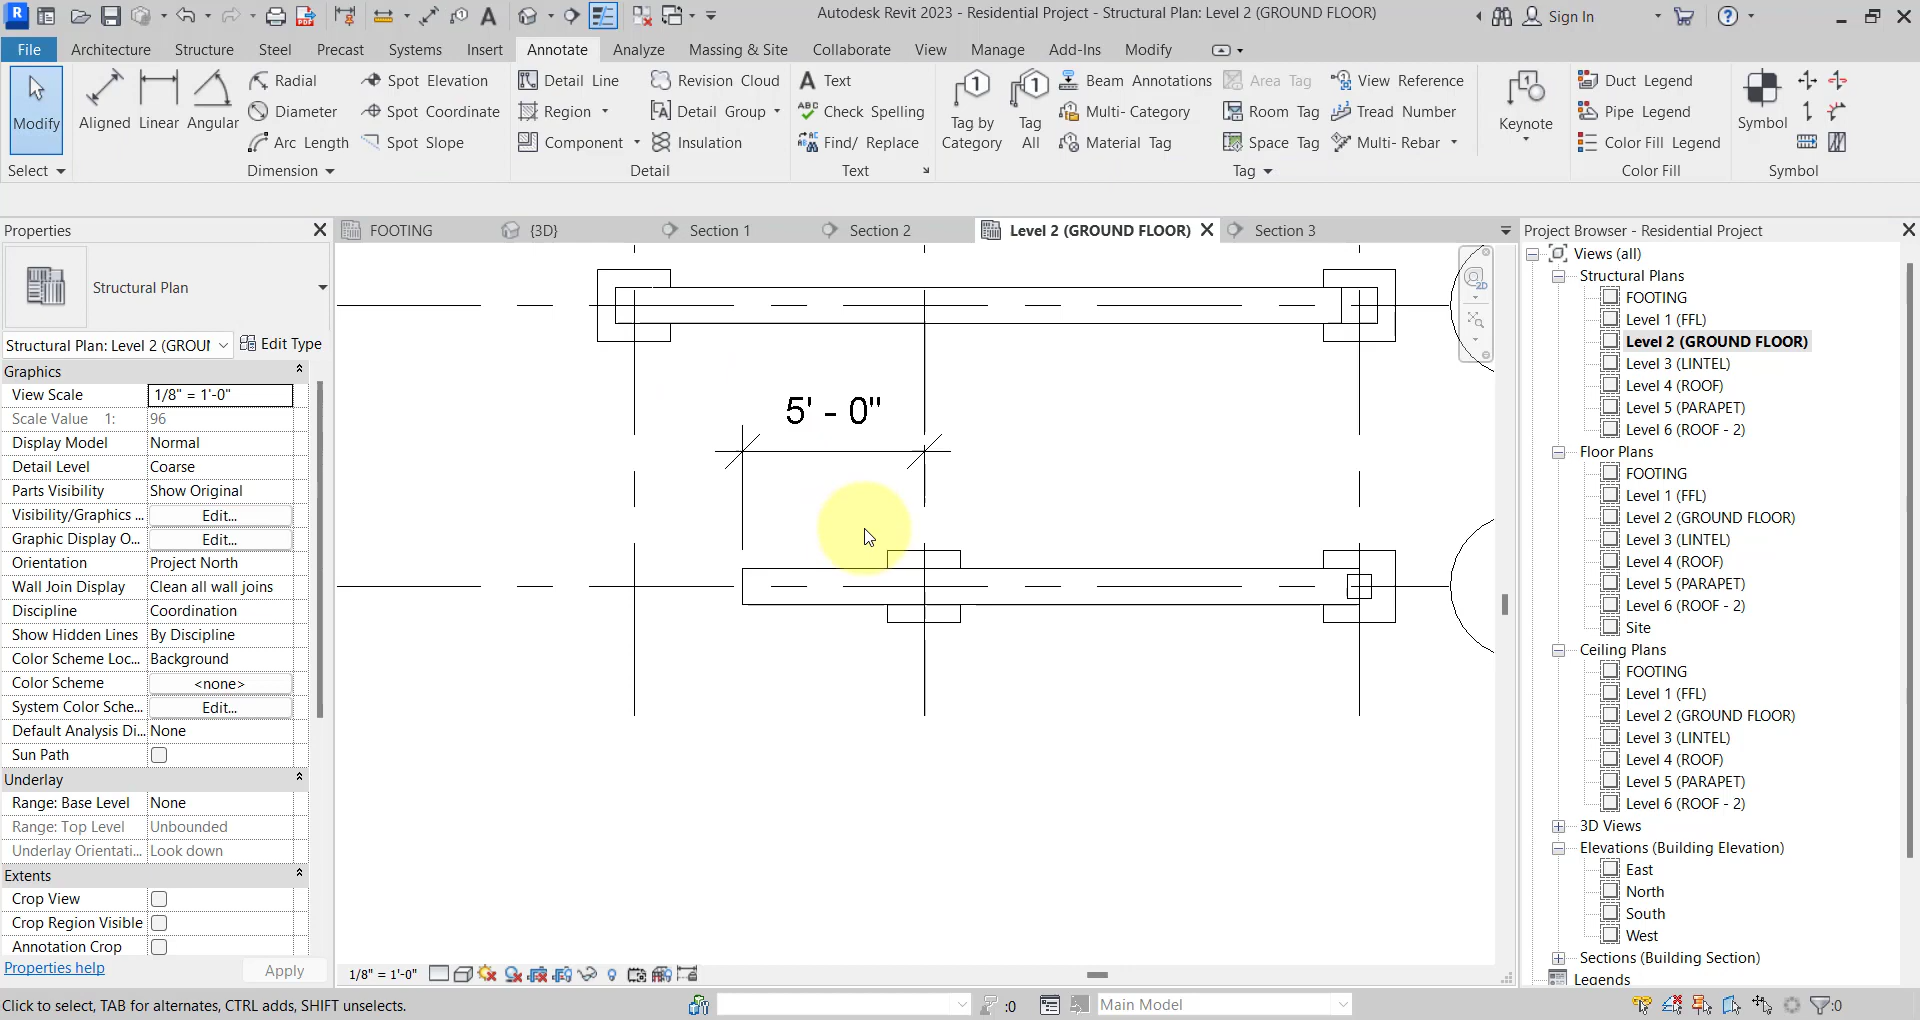 Autodesk Revit 2023 - Residential Project - Structural Plan: Level 2 (GROUND FLOOR)
Sign In
File Architecture Structure Steel Precast Systems Insert Annotate Analyze Massing & Site Collaborate View Manage Add-Ins Modify
Modify
Select
Aligned Linear Angular
Radial
Diameter
Arc Length
Spot Elevation
Spot Coordinate
Spot Slope
Dimension
Detail Line
Region
Component
Revision Cloud
Detail Group
Insulation
Detail
Text
Check Spelling
Find/ Replace
Text
Tag by Category
Tag All
Beam Annotations
Multi- Category
Material Tag
Area Tag
Room Tag
Space Tag
View Reference
Tread Number
Multi- Rebar
Tag
Keynote
Duct Legend
Pipe Legend
Color Fill Legend
Color Fill
Symbol
Symbol
Properties
Structural Plan
Structural Plan: Level 2 (GROUN
Edit Type
Graphics
View Scale 1/8" = 1'-0"
Scale Value 1: 96
Display Model Normal
Detail Level Coarse
Parts Visibility Show Original
Visibility/Graphics ... Edit...
Graphic Display O... Edit...
Orientation Project North
Wall Join Display Clean all wall joins
Discipline Coordination
Show Hidden Lines By Discipline
Color Scheme Loc... Background
Color Scheme <none>
System Color Sche... Edit...
Default Analysis Di... None
Sun Path
Underlay
Range: Base Level None
Range: Top Level Unbounded
Underlay Orientati... Look down
Extents
Crop View
Crop Region Visible
Annotation Crop
Properties help
Apply
FOOTING {3D} Section 1 Section 2 Level 2 (GROUND FLOOR) Section 3
2D
5' - 0"
1/8" = 1'-0"
Project Browser - Residential Project
Views (all)
Structural Plans
FOOTING
Level 1 (FFL)
Level 2 (GROUND FLOOR)
Level 3 (LINTEL)
Level 4 (ROOF)
Level 5 (PARAPET)
Level 6 (ROOF - 2)
Floor Plans
FOOTING
Level 1 (FFL)
Level 2 (GROUND FLOOR)
Level 3 (LINTEL)
Level 4 (ROOF)
Level 5 (PARAPET)
Level 6 (ROOF - 2)
Site
Ceiling Plans
FOOTING
Level 1 (FFL)
Level 2 (GROUND FLOOR)
Level 3 (LINTEL)
Level 4 (ROOF)
Level 5 (PARAPET)
Level 6 (ROOF - 2)
3D Views
Elevations (Building Elevation)
East
North
South
West
Sections (Building Section)
Legends
Click to select, TAB for alternates, CTRL adds, SHIFT unselects.
:0
Main Model
:0